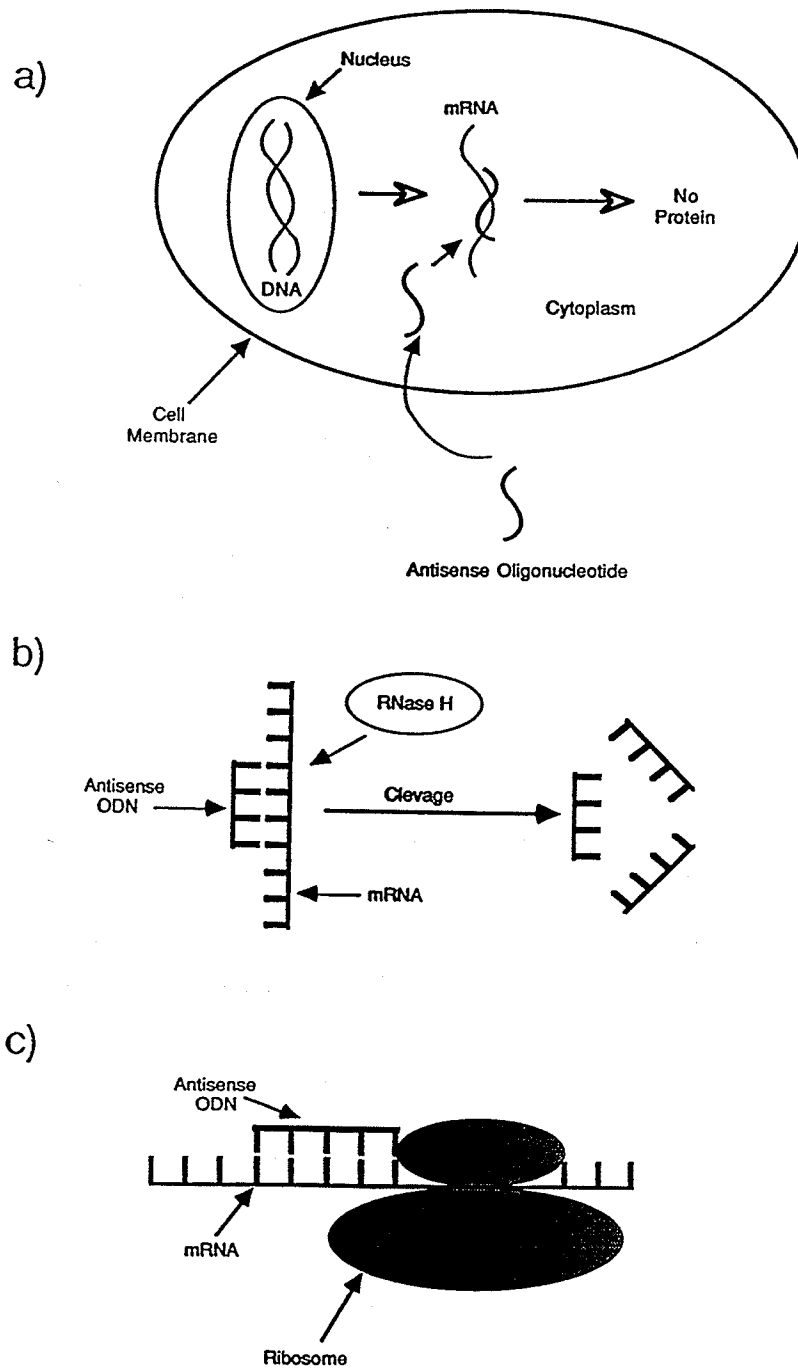 a)
Nucleus
mRNA
No
Protein
DNA
Cytoplasm
Cell
Membrane
Antisense Oligonucleotide
b)
RNase H
Antisense
ODN
Clevage
mRNA
c)
Antisense
ODN
mRNA
Ribosome